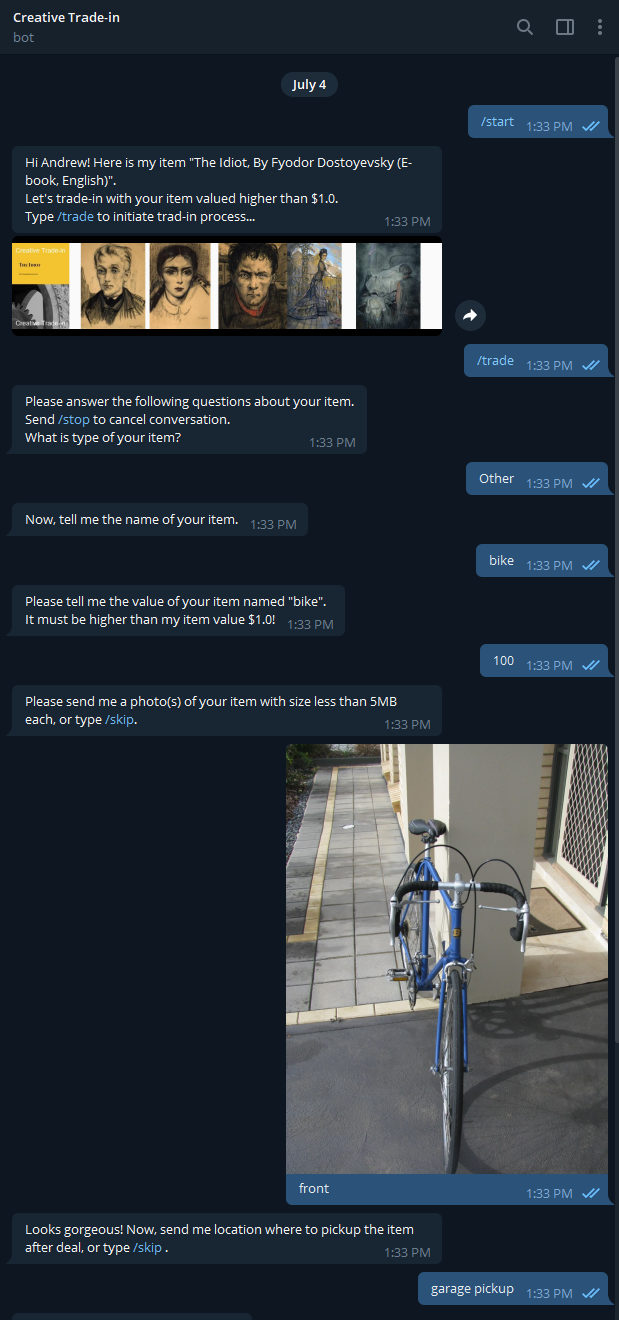 Creative Trade-in
bot
July 4
/start 1:33 PM
Hi Andrew! Here is my item "The Idiot, By Fyodor Dostoyevsky (E-
book, English)".
Let's trade-in with your item valued higher than $1.0.
Type /trade to initiate trad-in process...
1:33 PM
Creative Trade-in
THE IDIOT
Creative Trade-in
/trade 1:33 PM
Please answer the following questions about your item.
Send /stop to cancel conversation.
What is type of your item? 1:33 PM
Other 1:33 PM
Now, tell me the name of your item. 1:33 PM
bike 1:33 PM
Please tell me the value of your item named "bike".
It must be higher than my item value $1.0! 1:33 PM
100 1:33 PM
Please send me a photo(s) of your item with size less than 5MB
each, or type /skip. 1:33 PM
front 1:33 PM
Looks gorgeous! Now, send me location where to pickup the item
after deal, or type /skip . 1:33 PM
garage pickup 1:33 PM